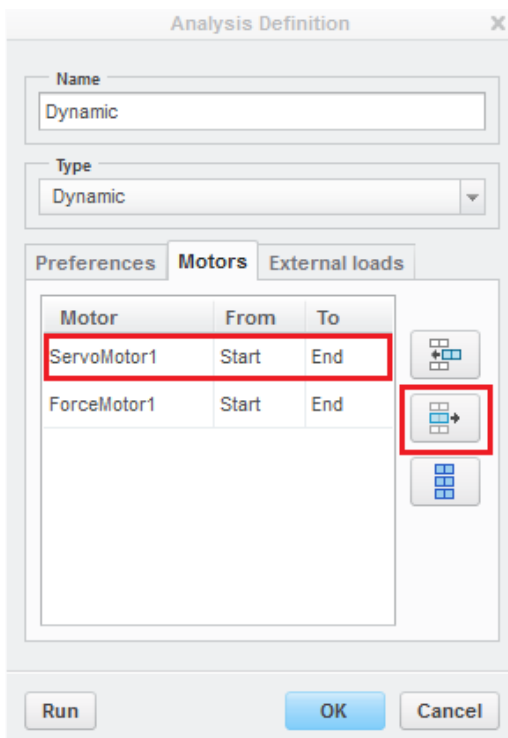 Analysis Definition X
Name
Dynamic
Type
Dynamic
Preferences Motors External loads
Motor From To
ServoMotor1 Start End
ForceMotor1 Start End
Run OK Cancel